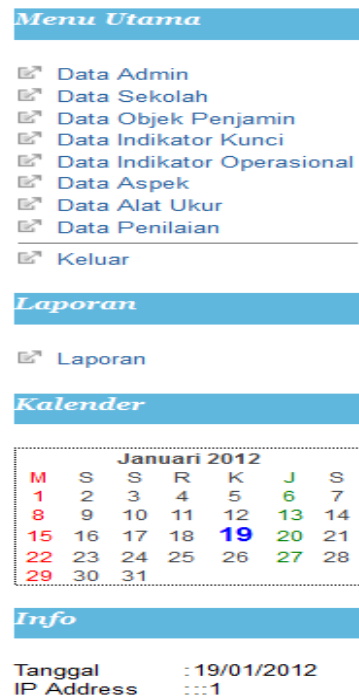 Menu Utama
Data Admin
Data Sekolah
Data Objek Penjamin
Data Indikator Kunci
Data Indikator Operasional
Data Aspek
Data Alat Ukur
Data Penilaian
Keluar
Laporan
Laporan
Kalender
Januari 2012
M S S R K J S
1 2 3 4 5 6 7
8 9 10 11 12 13 14
15 16 17 18 19 20 21
22 23 24 25 26 27 28
29 30 31
Info
Tanggal : 19/01/2012
IP Address : ::1